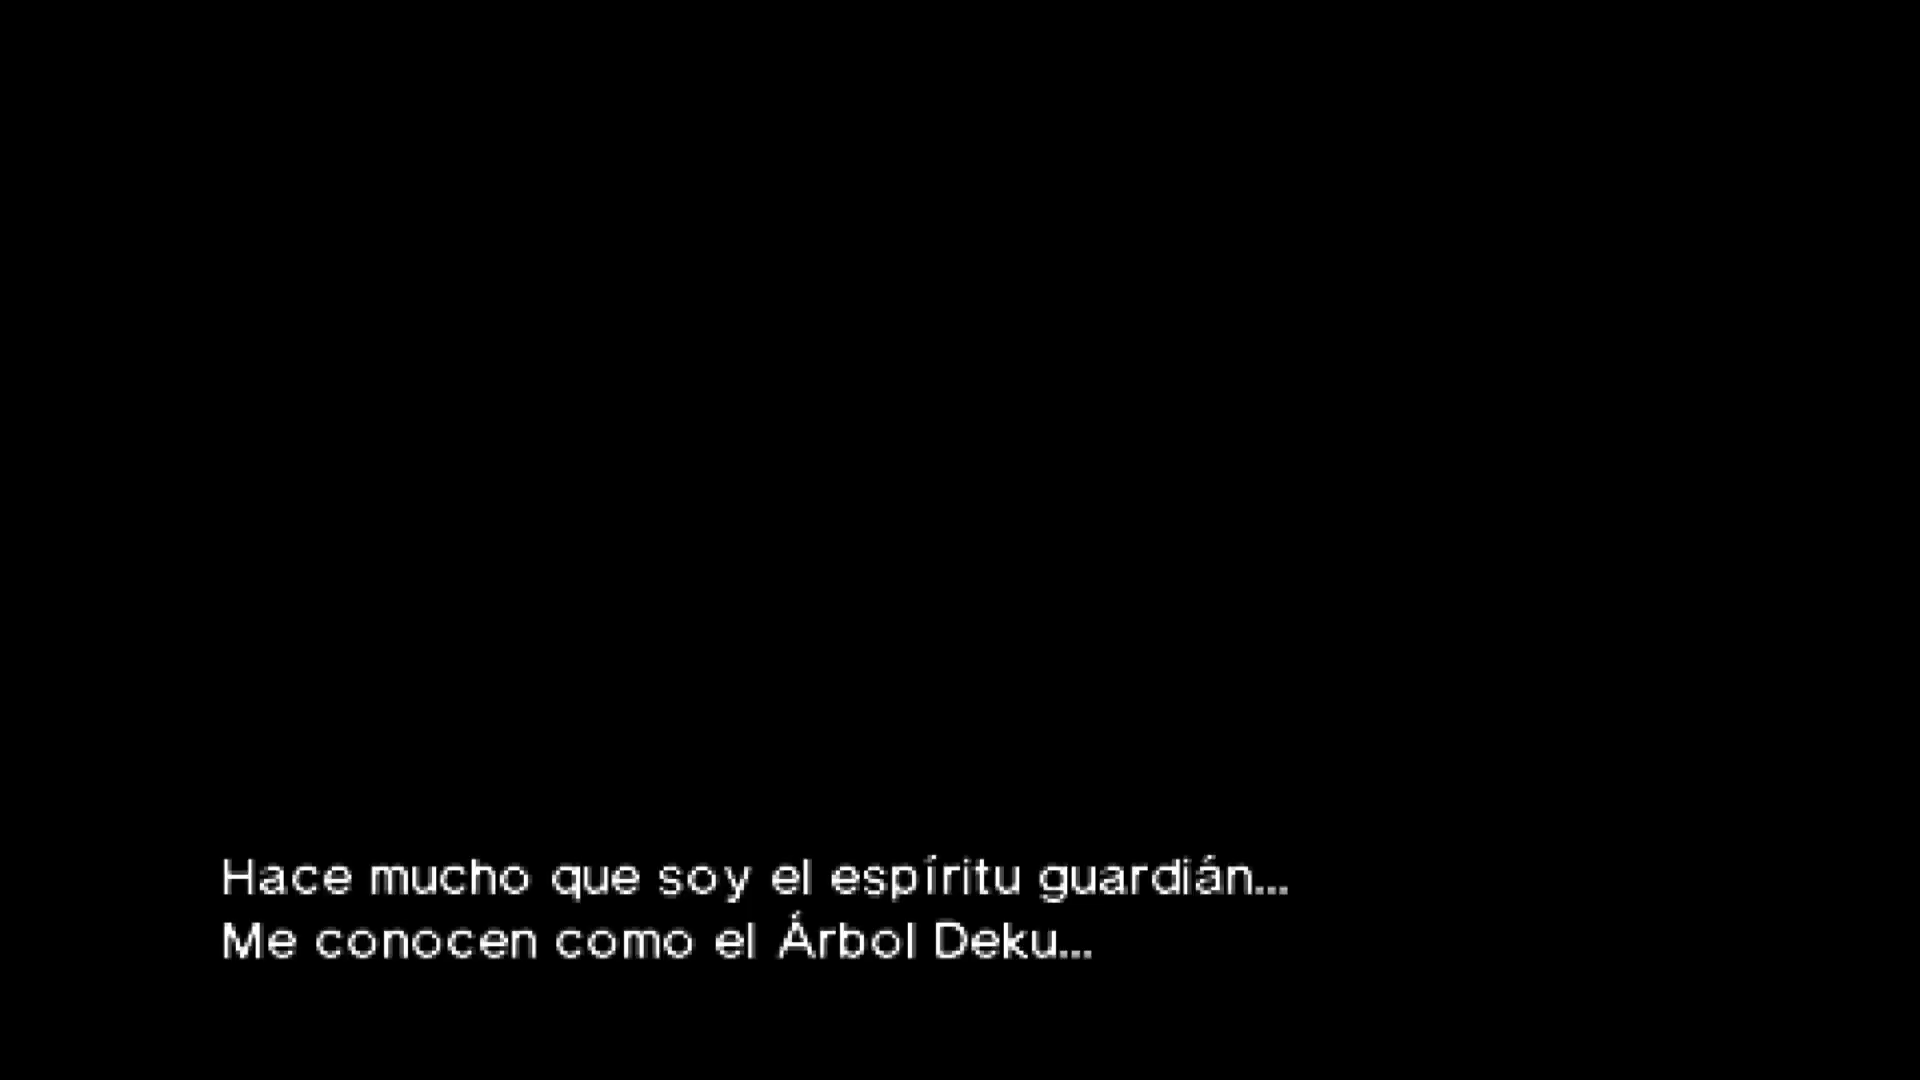 Hace mucho que soy el espíritu guardián...
Me conocen como el Árbol Deku...